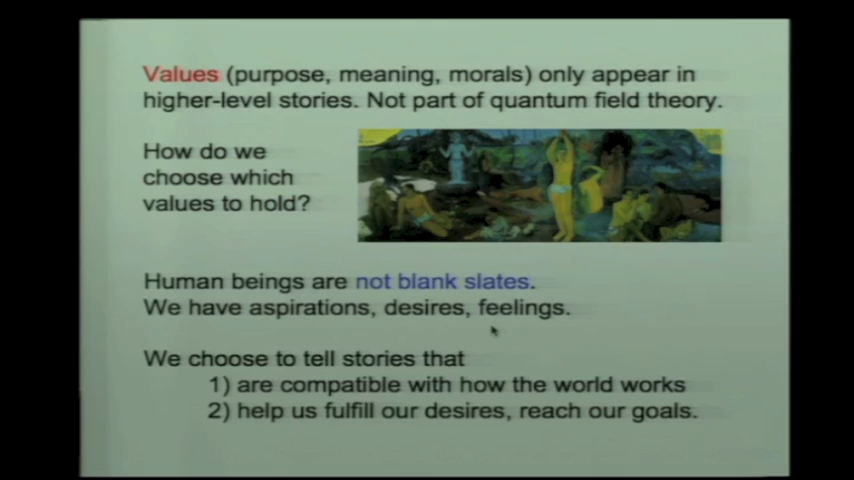 Values (purpose, meaning, morals) only appear in
higher-level stories. Not part of quantum field theory.
How do we
choose which
values to hold?
Human beings are not blank slates.
We have aspirations, desires, feelings.
We choose to tell stories that
1) are compatible with how the world works
2) help us fulfill our desires, reach our goals.